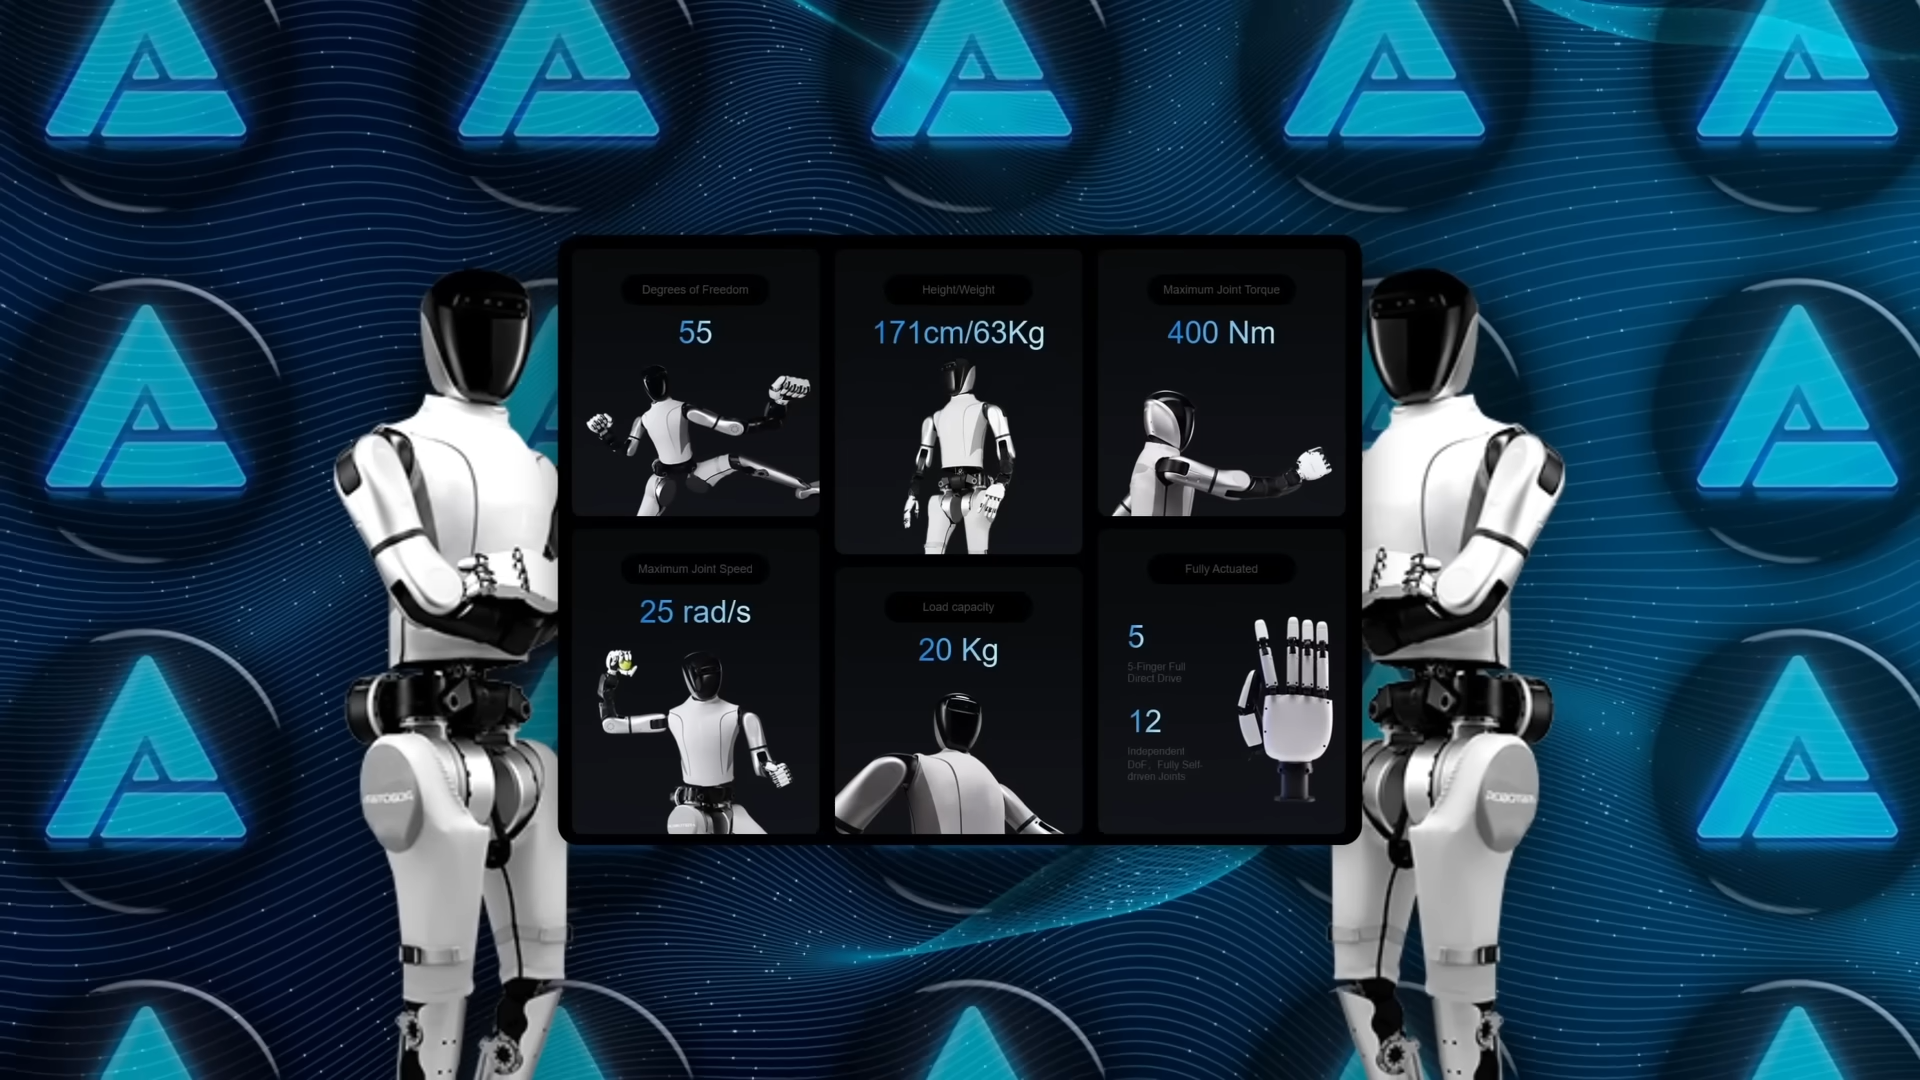 Degrees of Freedom
55
Height/Weight
171cm/63Kg
Maximum Joint Torque
400 Nm
Maximum Joint Speed
25 rad/s
Load capacity
20 Kg
Fully Actuated
5
5-Finger Full
Direct Drive
12
Independent
DoF、Fully Self-
driven Joints